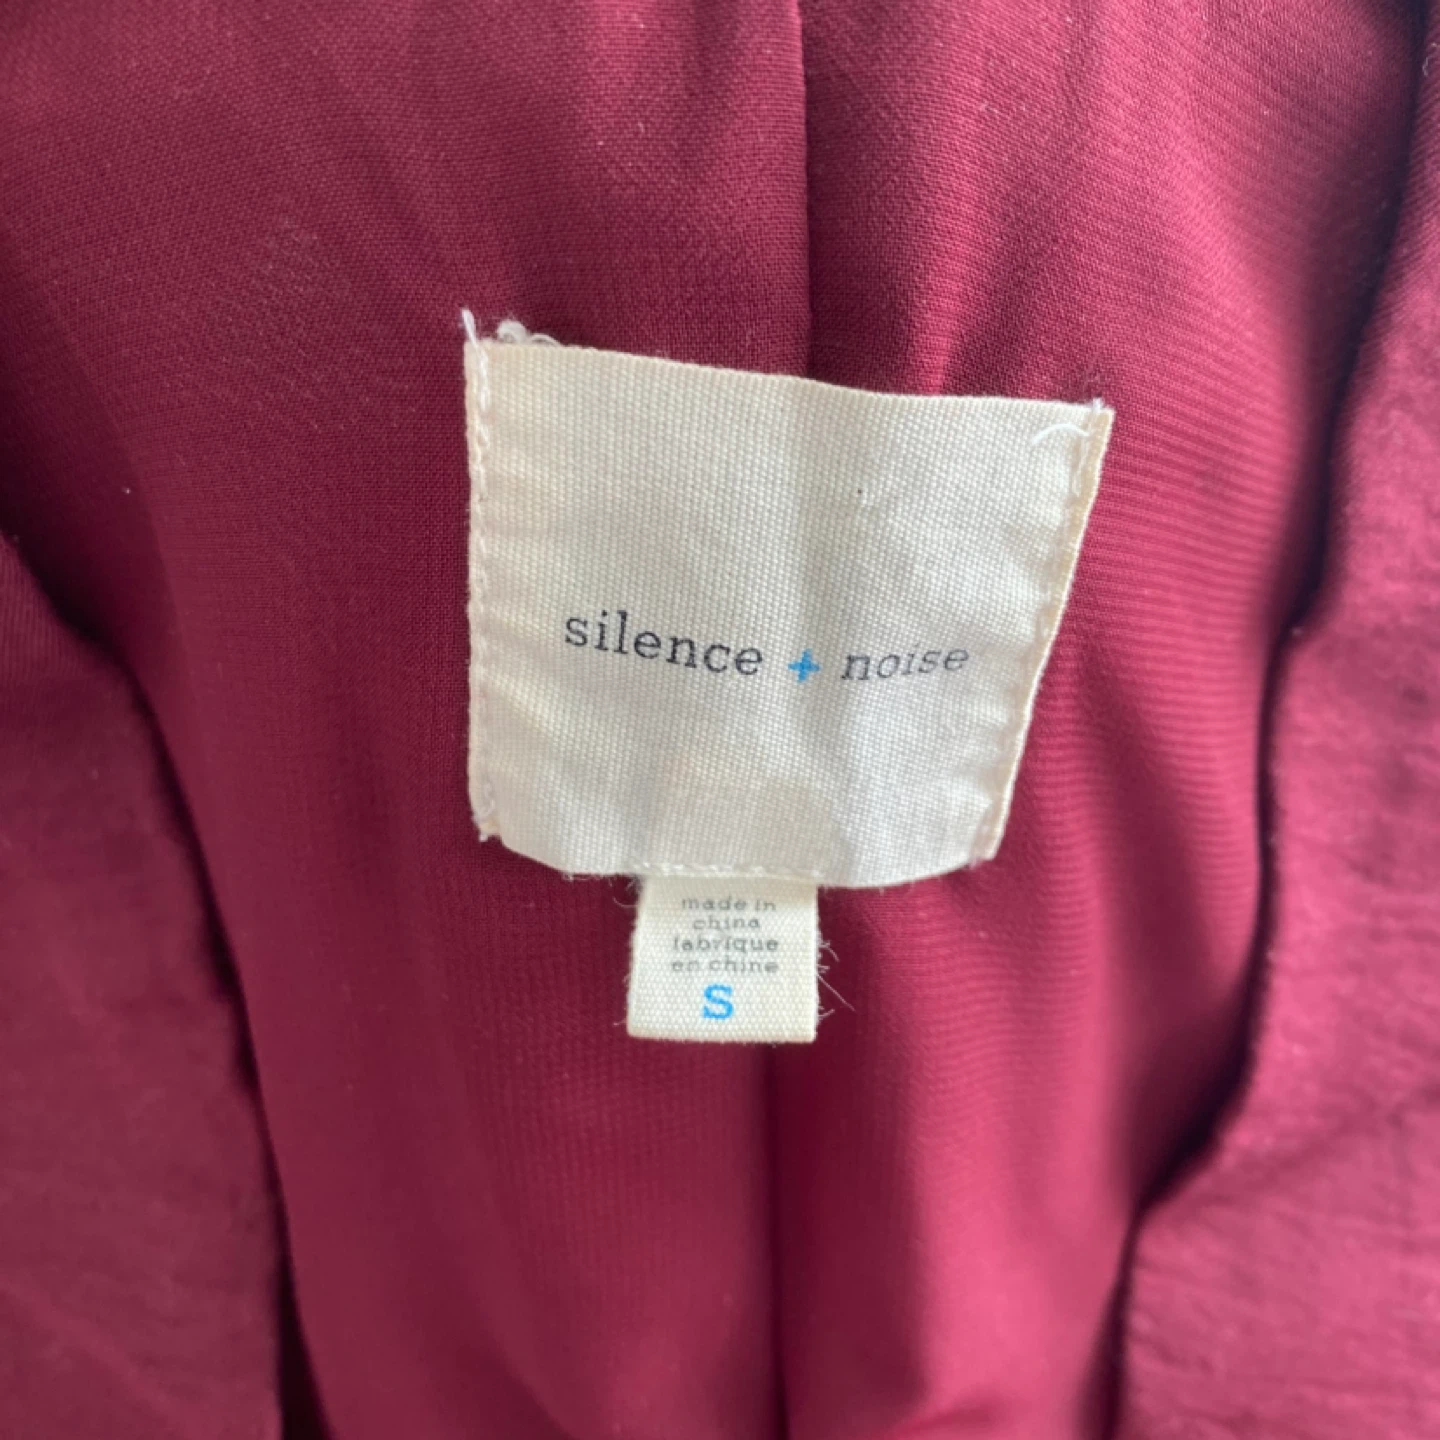 silence + noise
made in
china
fabrique
en chine
S